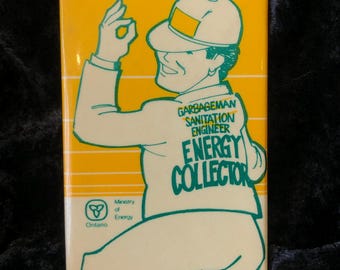 GARBAGEMAN
SANITATION
ENGINEER
ENERGY
COLLECTOR
Ministry
of
Energy
Ontario